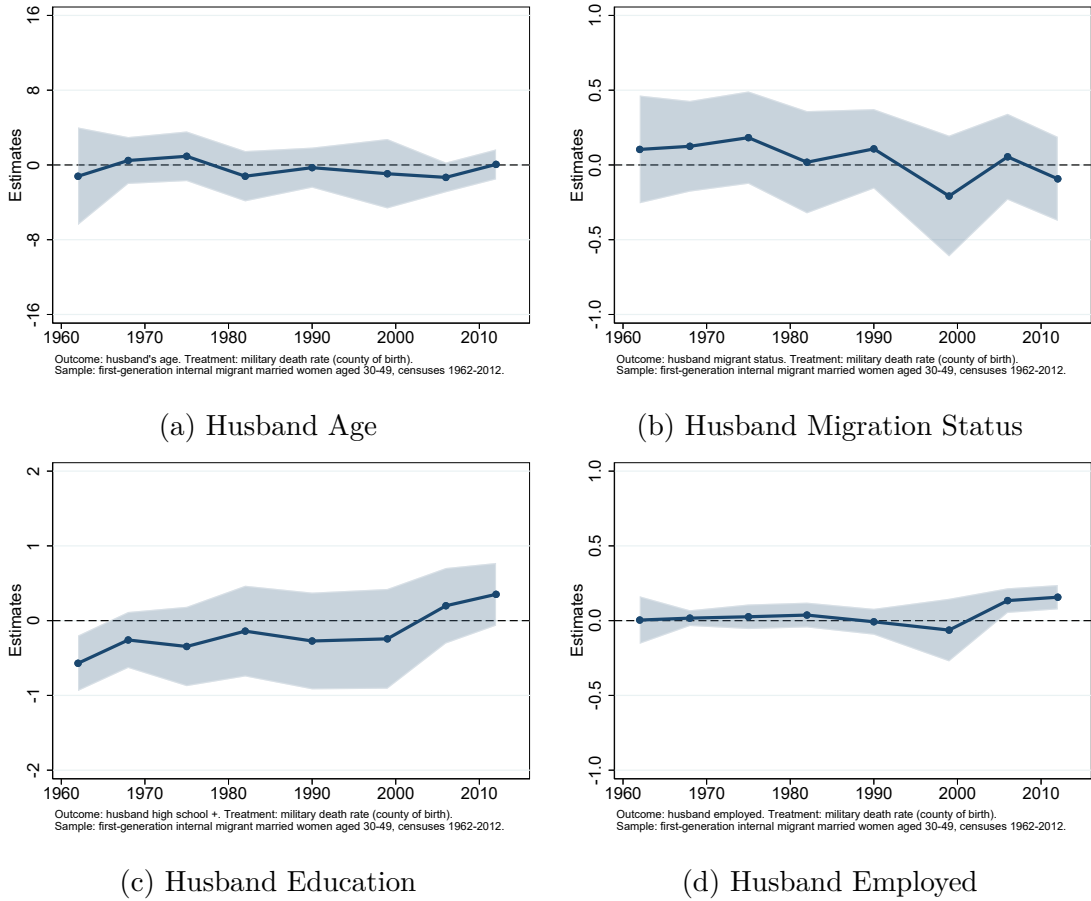 16
8
0
-8
-16
Estimates
1960 1970 1980 1990 2000 2010
Outcome: husband's age. Treatment: military death rate (county of birth).
Sample: first-generation internal migrant married women aged 30-49, censuses 1962-2012.
(a) Husband Age
1.0
0.5
0.0
-0.5
-1.0
Estimates
1960 1970 1980 1990 2000 2010
Outcome: husband migrant status. Treatment: military death rate (county of birth).
Sample: first-generation internal migrant married women aged 30-49, censuses 1962-2012.
(b) Husband Migration Status
2
1
0
-1
-2
Estimates
1960 1970 1980 1990 2000 2010
Outcome: husband high school +. Treatment: military death rate (county of birth).
Sample: first-generation internal migrant married women aged 30-49, censuses 1962-2012.
(c) Husband Education
1.0
0.5
0.0
-0.5
-1.0
Estimates
1960 1970 1980 1990 2000 2010
Outcome: husband employed. Treatment: military death rate (county of birth).
Sample: first-generation internal migrant married women aged 30-49, censuses 1962-2012.
(d) Husband Employed